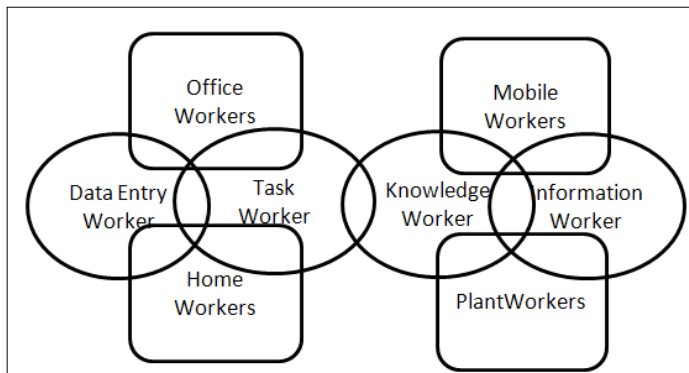 Office
Workers
Mobile
Workers
Data Entry
Worker
Task
Worker
Knowledge
Worker
Information
Worker
Home
Workers
PlantWorkers